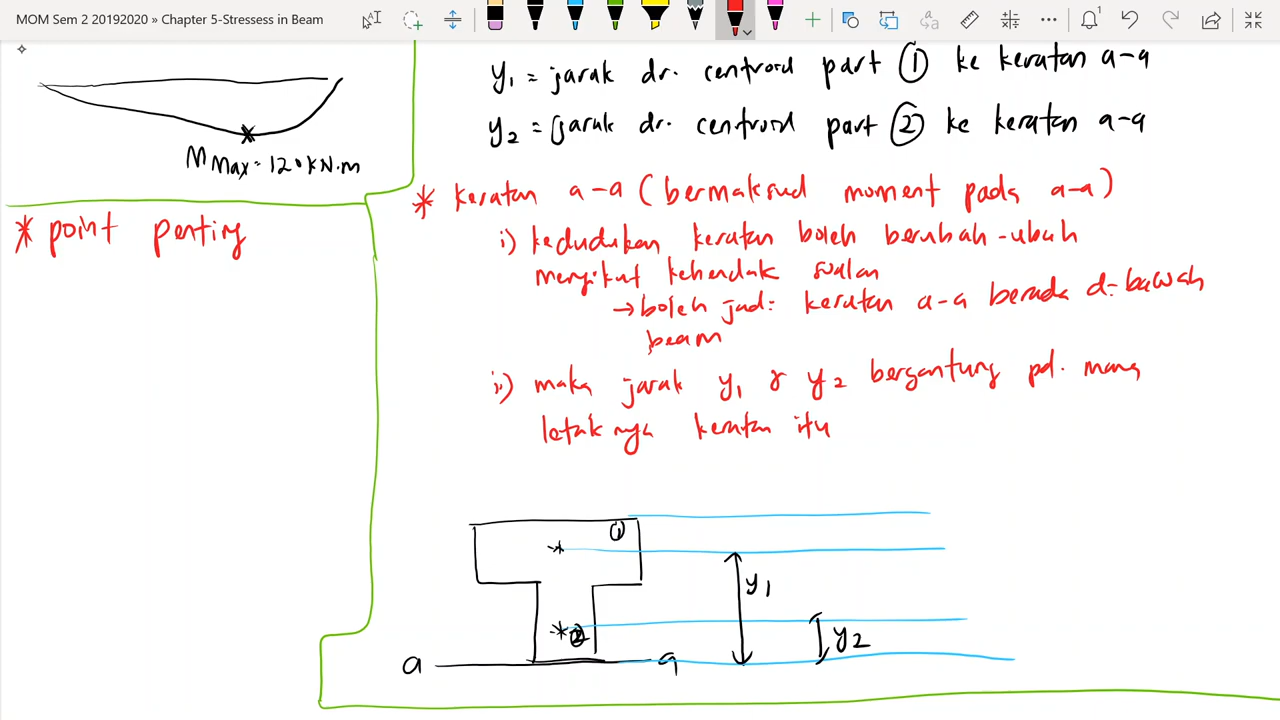 MOM Sem 2 20192020 » Chapter 5-Stressess in Beam
M Max = 120 kN.m
* point penting
y1 = jarak dr. centroid part ① ke keratan a-a
y2 = jarak dr. centroid part ② ke keratan a-a
* keratan a-a (bermaksud moment pada a-a)
i) kedudukan keratan boleh berubah-ubah
mengikut kehendak soalan
→ boleh jadi keratan a-a berada di bawah
beam
ii) maka jarak y1 & y2 bergantung pd. mana
letaknya keratan itu
①
y1
②
y2
a
a